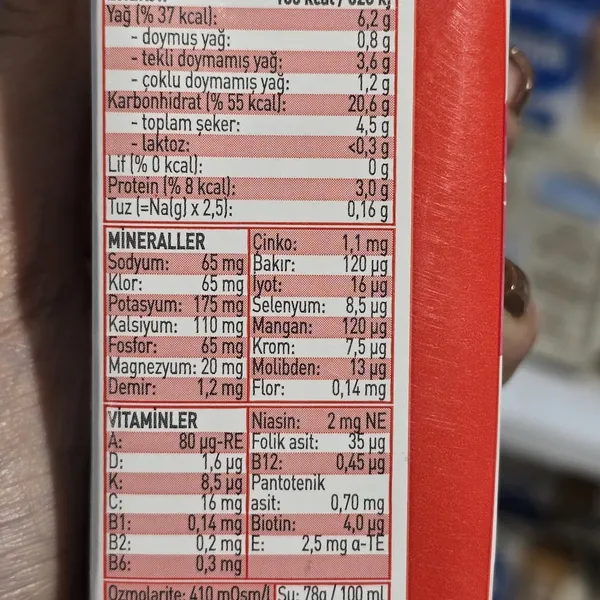 Yağ (% 37 kcal): 6,2 g
- doymuş yağ: 0,8 g
- tekli doymamış yağ: 3,6 g
- çoklu doymamış yağ: 1,2 g
Karbonhidrat (% 55 kcal): 20,6 g
- toplam şeker: 4,5 g
- laktoz: <0,3 g
Lif (% 0 kcal): 0 g
Protein (% 8 kcal): 3,0 g
Tuz (=Na(g) x 2,5): 0,16 g
MİNERALLER
Sodyum: 65 mg
Klor: 65 mg
Potasyum: 175 mg
Kalsiyum: 110 mg
Fosfor: 65 mg
Magnezyum: 20 mg
Demir: 1,2 mg
Çinko: 1,1 mg
Bakır: 120 µg
İyot: 16 µg
Selenyum: 8,5 µg
Mangan: 120 µg
Krom: 7,5 µg
Molibden: 13 µg
Flor: 0,14 mg
VİTAMİNLER
A: 80 µg-RE
D: 1,6 µg
K: 8,5 µg
C: 16 mg
B1: 0,14 mg
B2: 0,2 mg
B6: 0,3 mg
Niasin: 2 mg NE
Folik asit: 35 µg
B12: 0,45 µg
Pantotenik
asit: 0,70 mg
Biotin: 4,0 µg
E: 2,5 mg α-TE
Ozmolarite: 410 mOsm/l Su: 78g / 100 ml